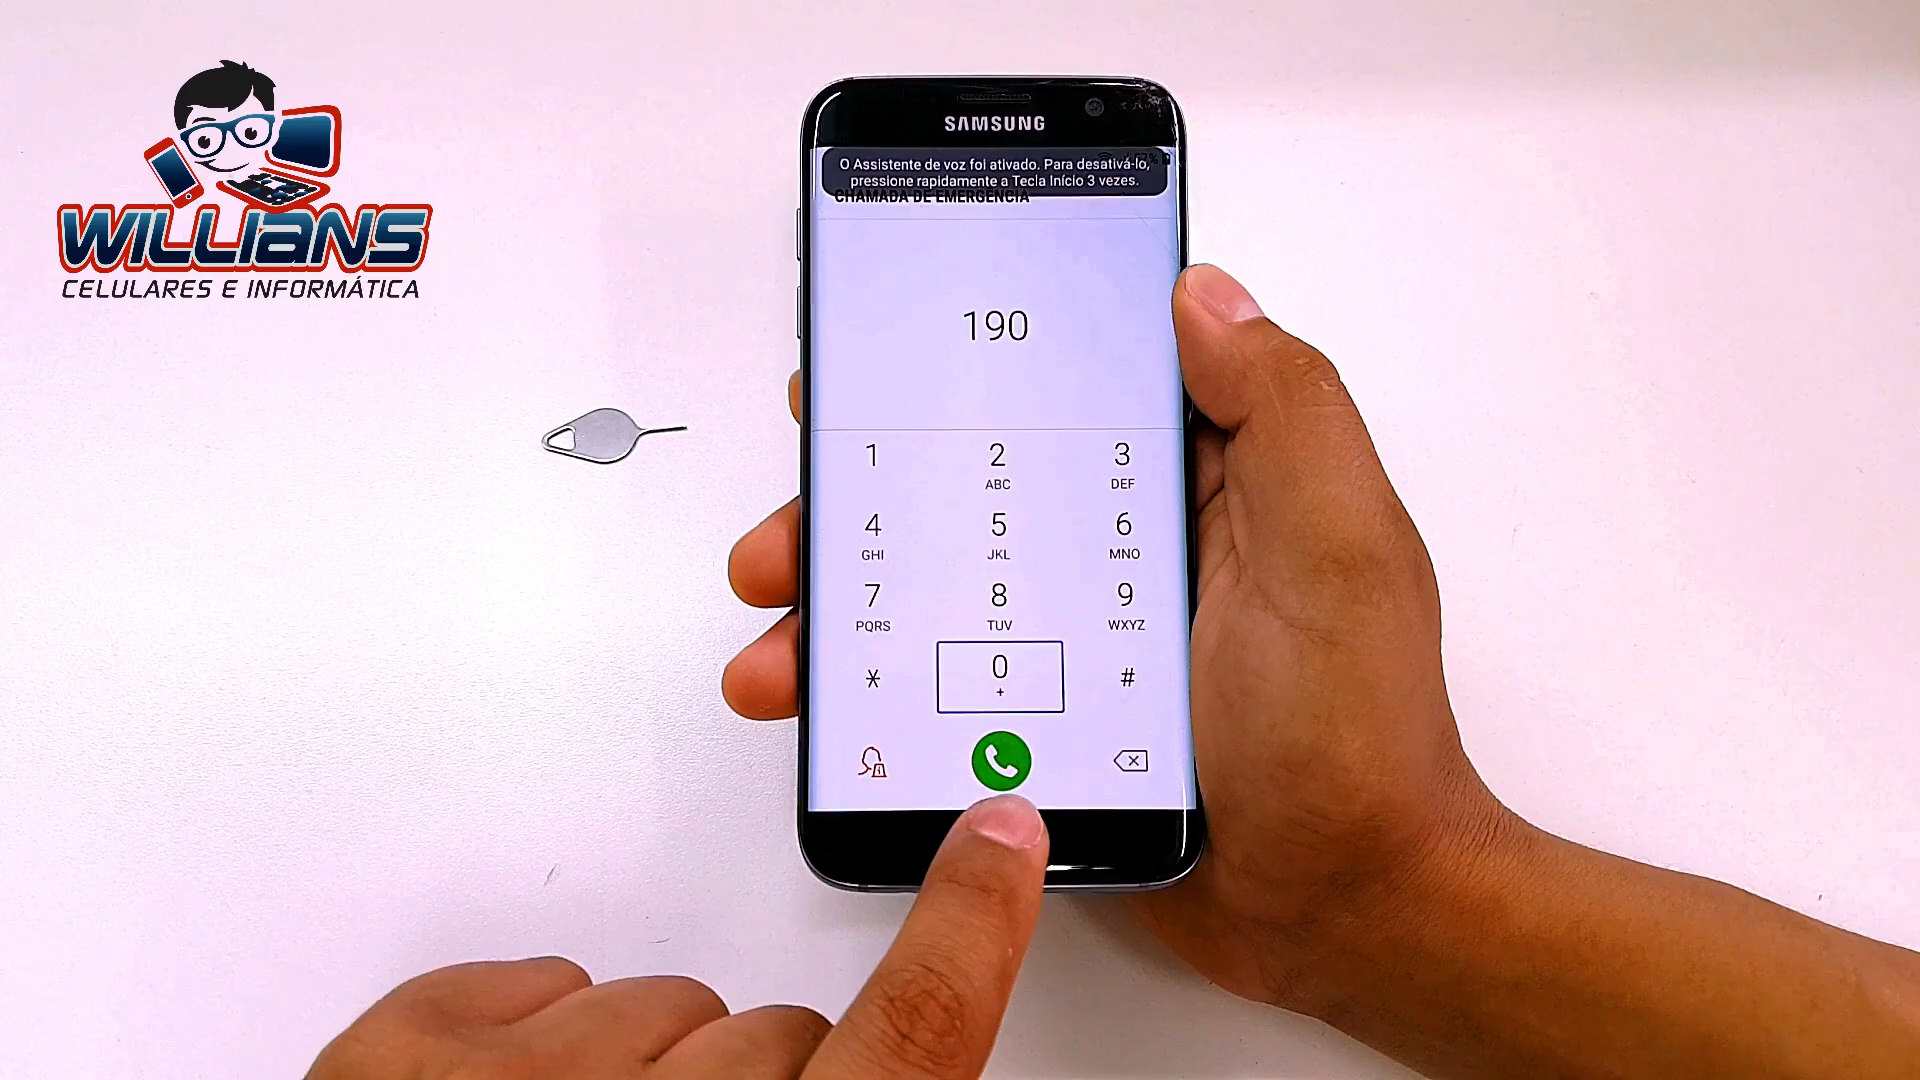 WILLIANS
CELULARES E INFORMÁTICA
SAMSUNG
O Assistente de voz foi ativado. Para desativá-lo,
pressione rapidamente a Tecla Início 3 vezes.
CHAMADA DE EMERGÊNCIA
190
1 2 3
ABC DEF
4 5 6
GHI JKL MNO
7 8 9
PQRS TUV WXYZ
* 0 #
+